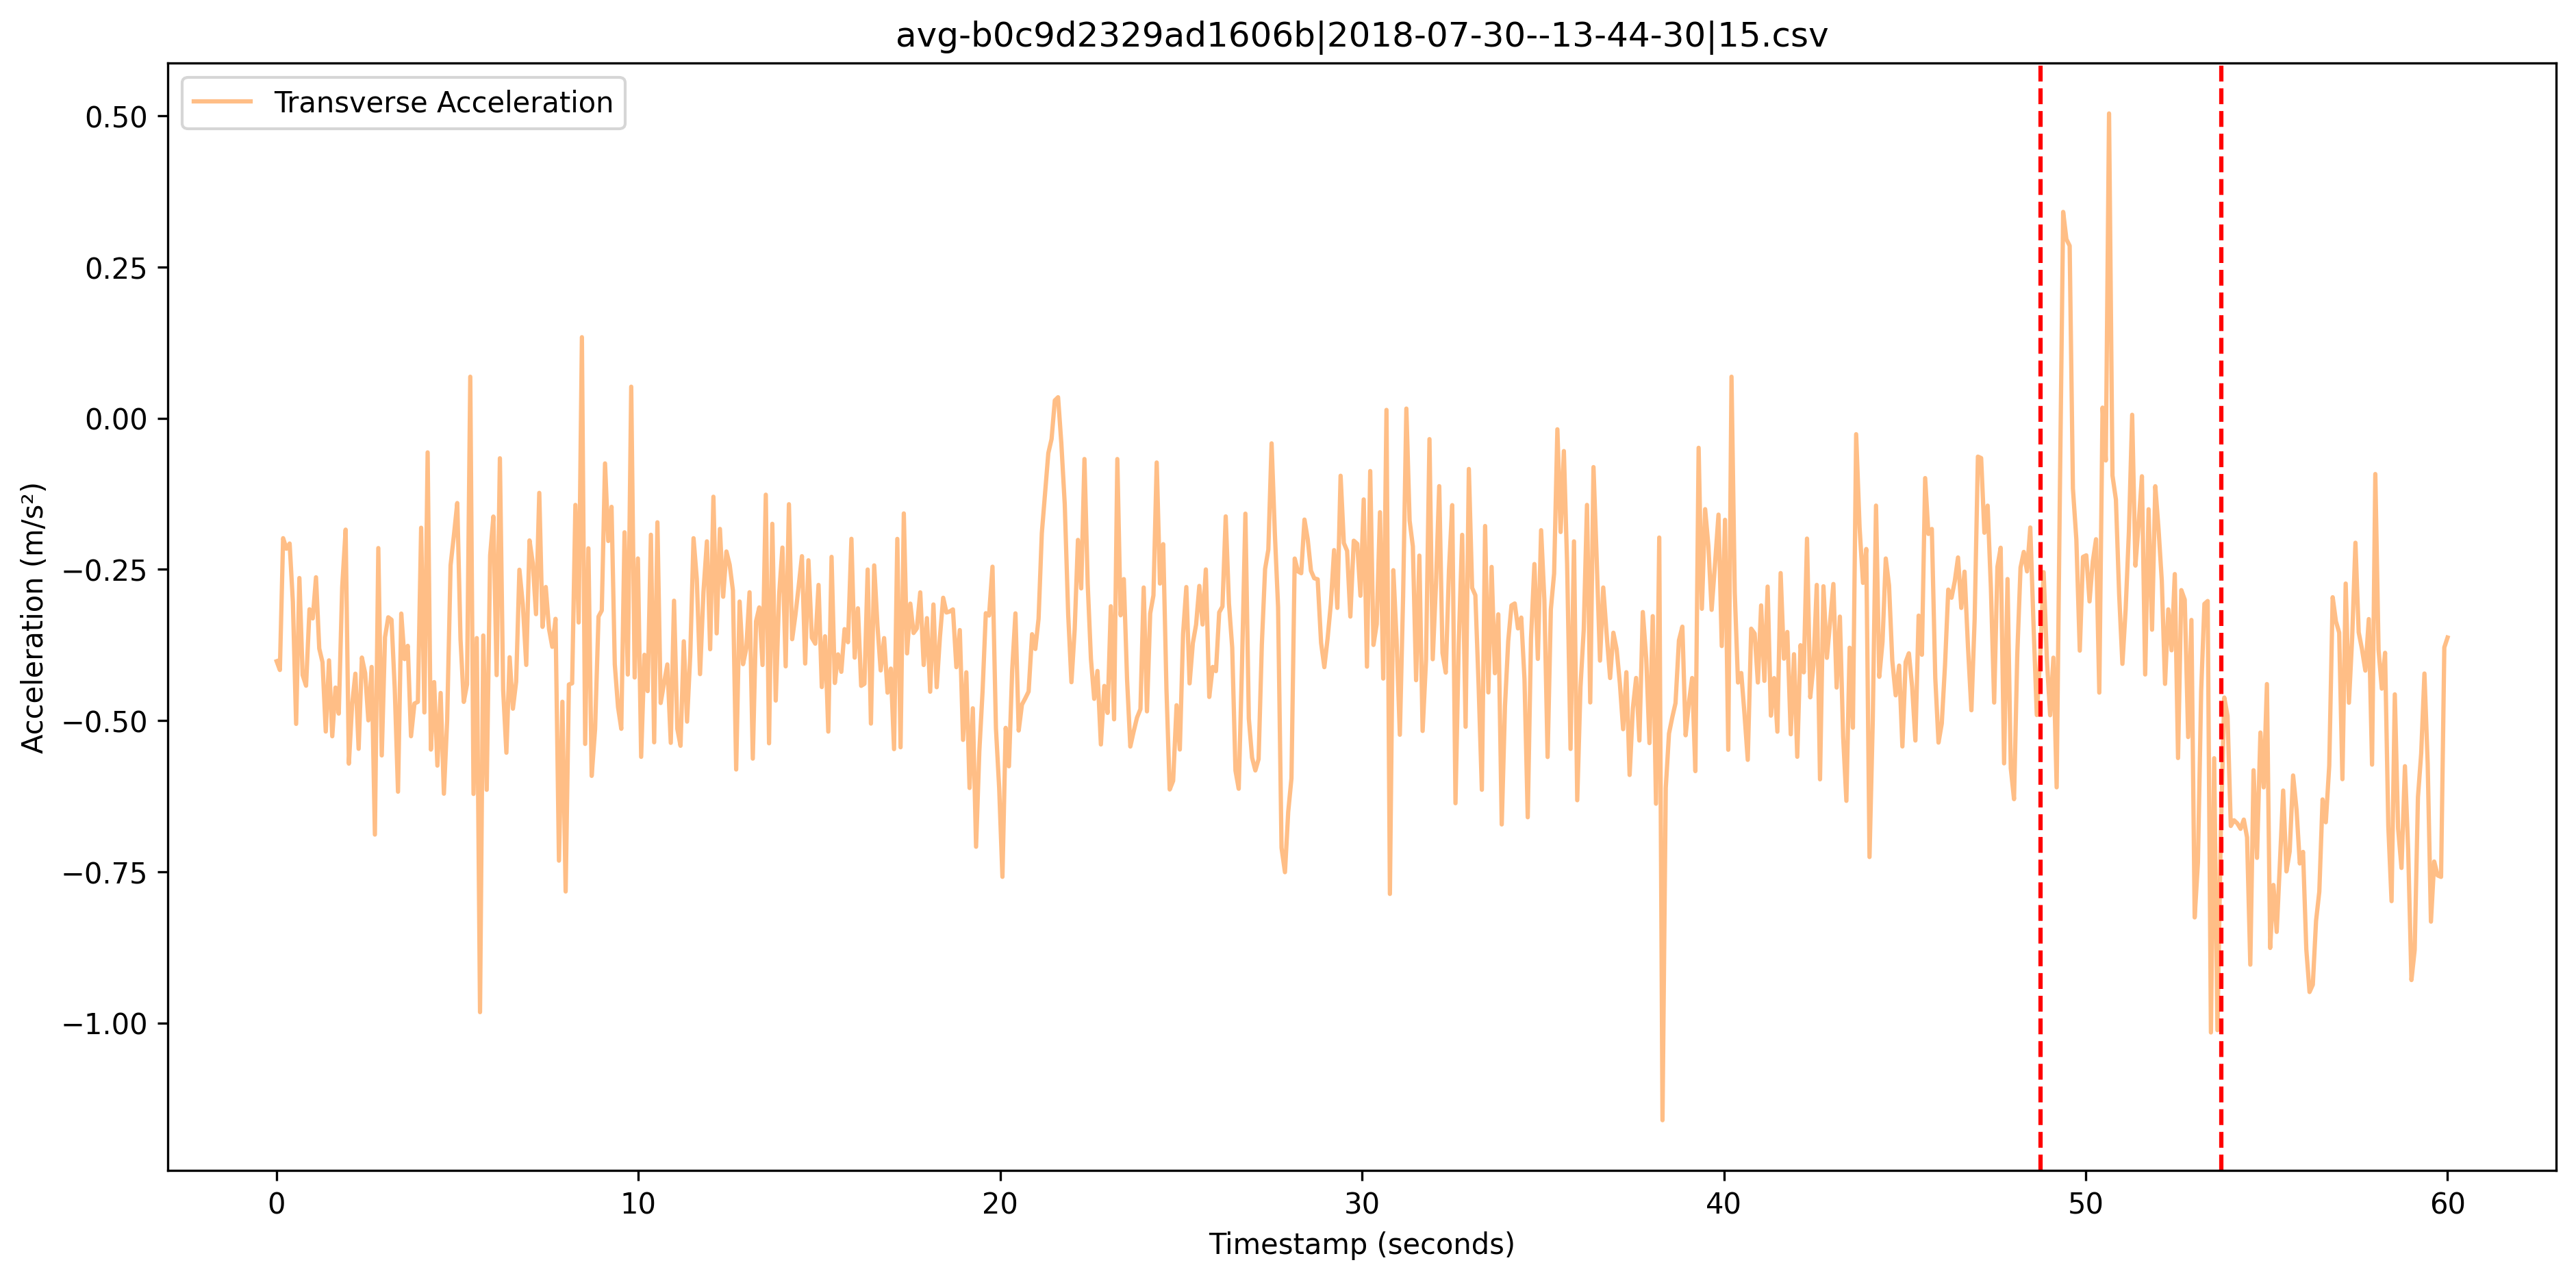 avg-b0c9d2329ad1606b|2018-07-30--13-44-30|15.csv
Transverse Acceleration
Acceleration (m/s²)
0.50
0.25
0.00
−0.25
−0.50
−0.75
−1.00
0 10 20 30 40 50 60
Timestamp (seconds)